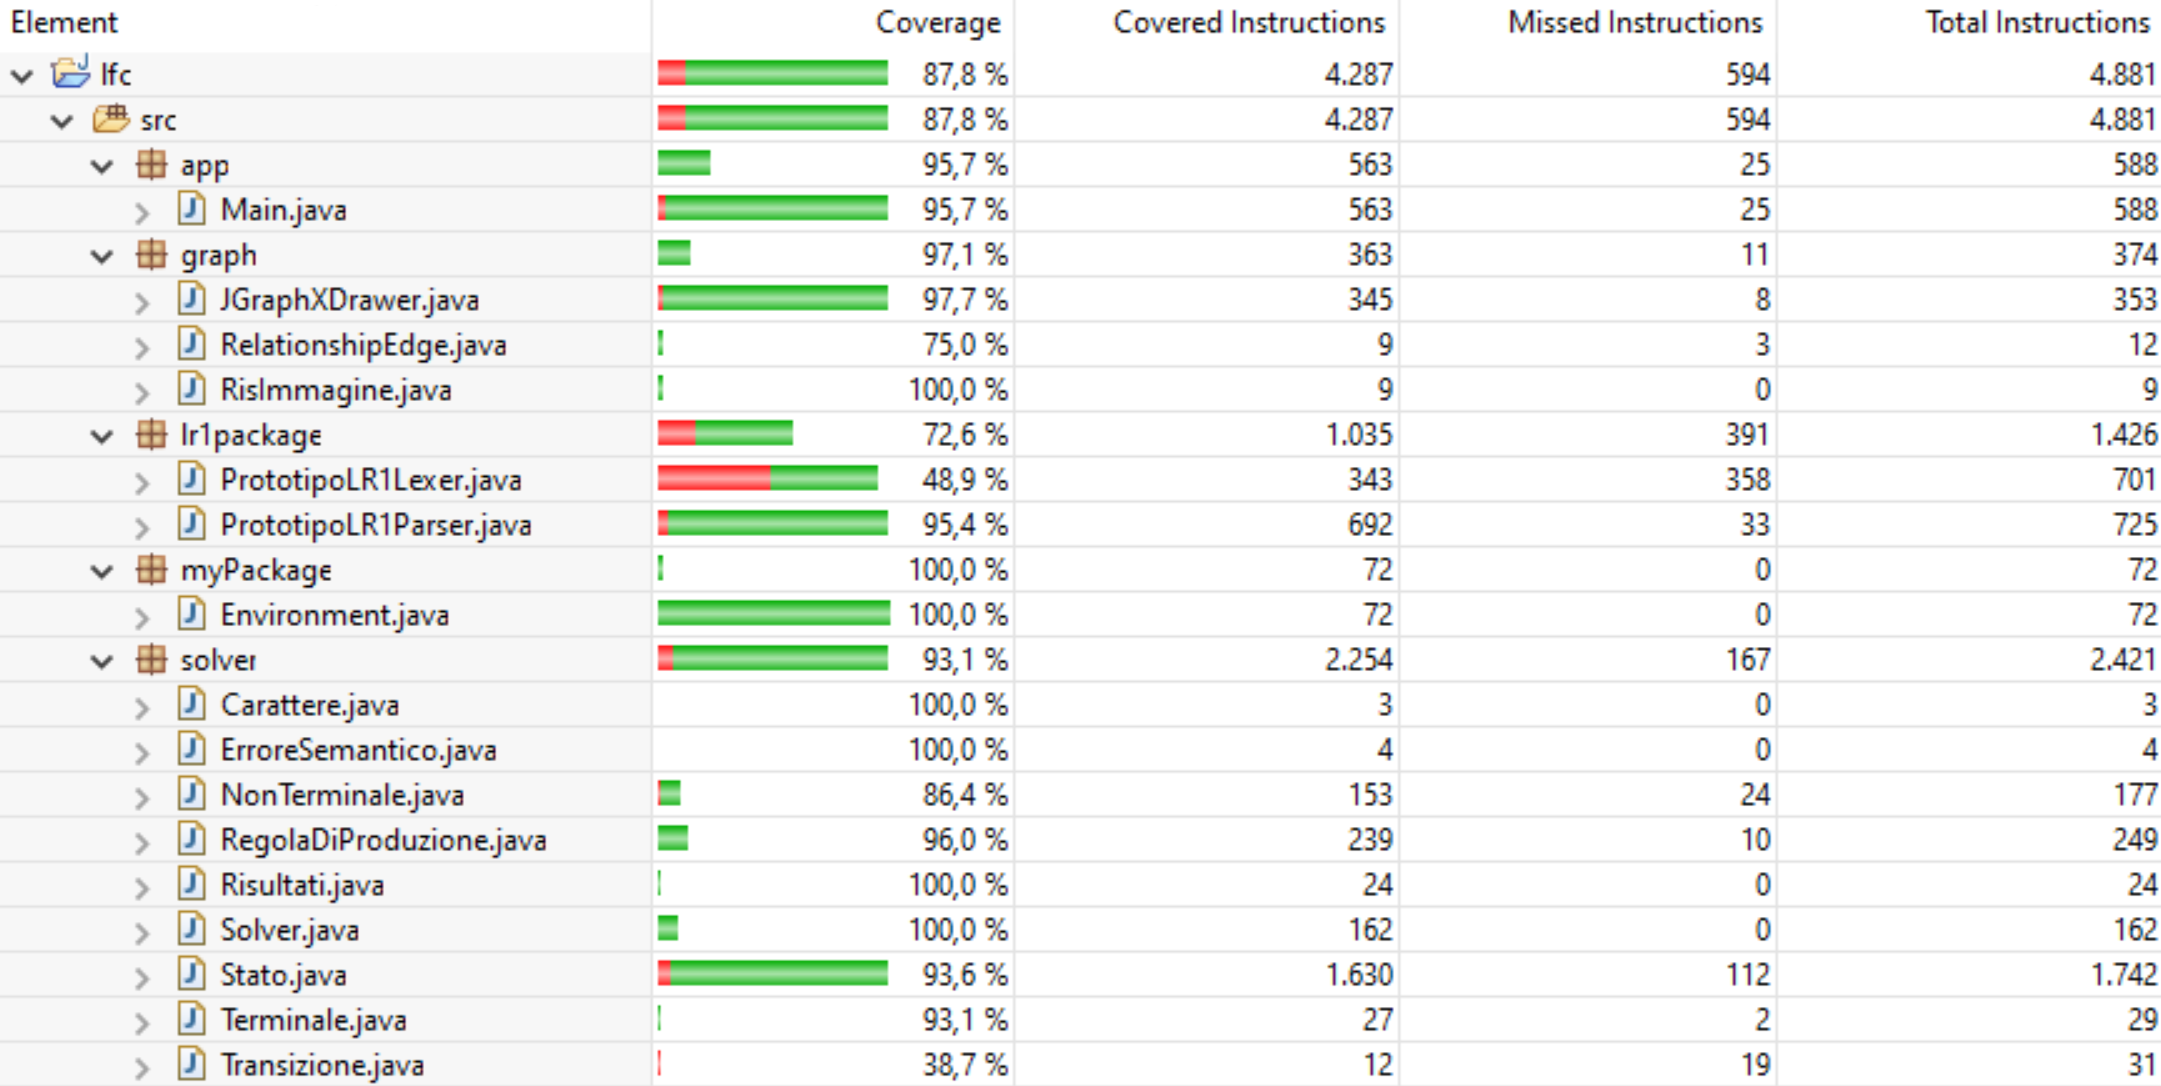 Element Coverage Covered Instructions Missed Instructions Total Instructions
lfc 87,8 % 4.287 594 4.881
src 87,8 % 4.287 594 4.881
app 95,7 % 563 25 588
Main.java 95,7 % 563 25 588
graph 97,1 % 363 11 374
JGraphXDrawer.java 97,7 % 345 8 353
RelationshipEdge.java 75,0 % 9 3 12
RisImmagine.java 100,0 % 9 0 9
lr1package 72,6 % 1.035 391 1.426
PrototipoLR1Lexer.java 48,9 % 343 358 701
PrototipoLR1Parser.java 95,4 % 692 33 725
myPackage 100,0 % 72 0 72
Environment.java 100,0 % 72 0 72
solver 93,1 % 2.254 167 2.421
Carattere.java 100,0 % 3 0 3
ErroreSemantico.java 100,0 % 4 0 4
NonTerminale.java 86,4 % 153 24 177
RegolaDiProduzione.java 96,0 % 239 10 249
Risultati.java 100,0 % 24 0 24
Solver.java 100,0 % 162 0 162
Stato.java 93,6 % 1.630 112 1.742
Terminale.java 93,1 % 27 2 29
Transizione.java 38,7 % 12 19 31